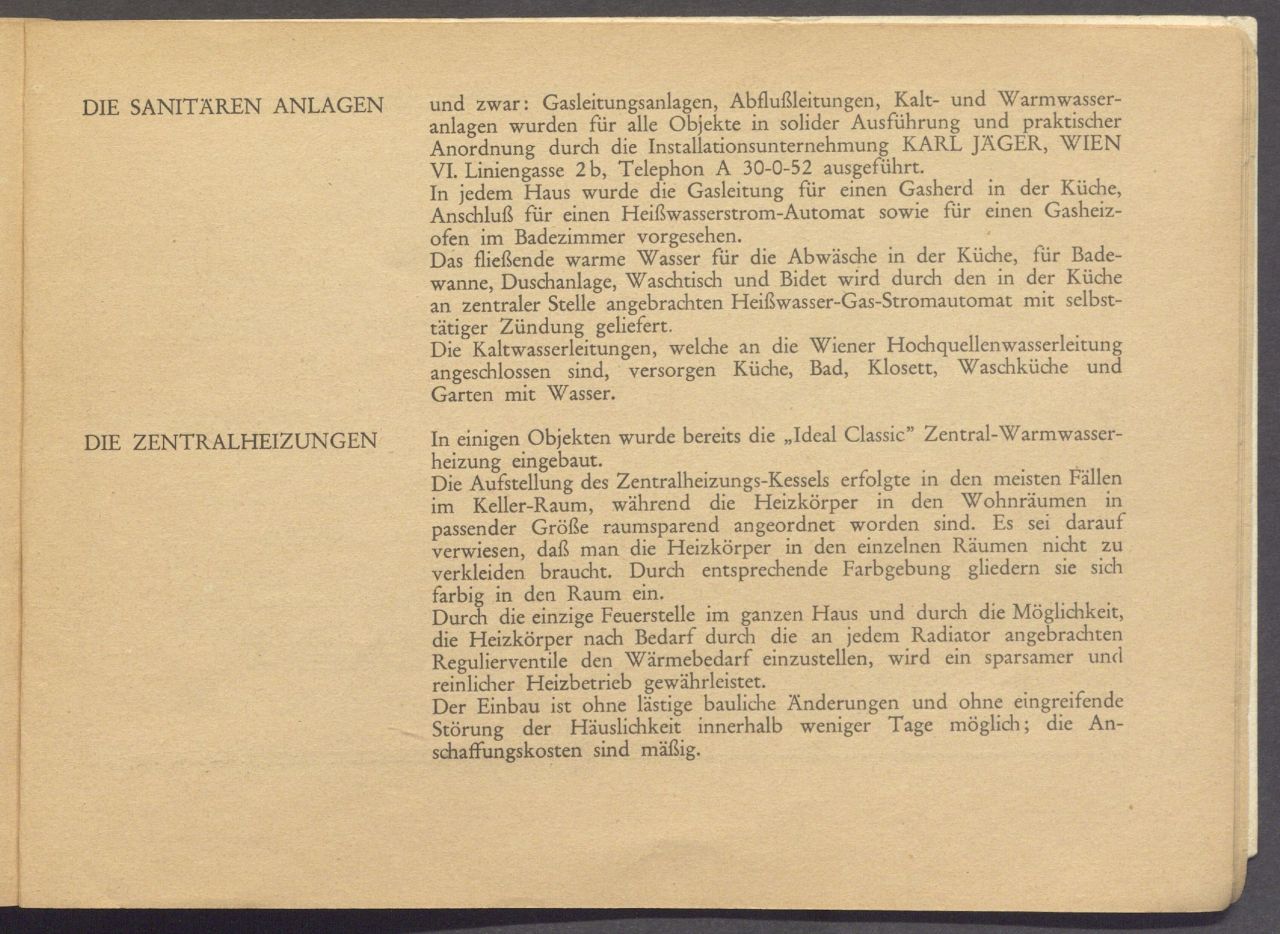 DIE SANITÄREN ANLAGEN
und zwar: Gasleitungsanlagen, Abflußleitungen, Kalt- und Warmwasser-
anlagen wurden für alle Objekte in solider Ausführung und praktischer
Anordnung durch die Installationsunternehmung KARL JÄGER, WIEN
VI. Liniengasse 2 b, Telephon A 30-0-52 ausgeführt.
In jedem Haus wurde die Gasleitung für einen Gasherd in der Küche,
Anschluß für einen Heißwasserstrom-Automat sowie für einen Gasheiz-
ofen im Badezimmer vorgesehen.
Das fließende warme Wasser für die Abwäsche in der Küche, für Bade-
wanne, Duschanlage, Waschtisch und Bidet wird durch den in der Küche
an zentraler Stelle angebrachten Heißwasser-Gas-Stromautomat mit selbst-
tätiger Zündung geliefert.
Die Kaltwasserleitungen, welche an die Wiener Hochquellenwasserleitung
angeschlossen sind, versorgen Küche, Bad, Klosett, Waschküche und
Garten mit Wasser.
DIE ZENTRALHEIZUNGEN
In einigen Objekten wurde bereits die „Ideal Classic” Zentral-Warmwasser-
heizung eingebaut.
Die Aufstellung des Zentralheizungs-Kessels erfolgte in den meisten Fällen
im Keller-Raum, während die Heizkörper in den Wohnräumen in
passender Größe raumsparend angeordnet worden sind. Es sei darauf
verwiesen, daß man die Heizkörper in den einzelnen Räumen nicht zu
verkleiden braucht. Durch entsprechende Farbgebung gliedern sie sich
farbig in den Raum ein.
Durch die einzige Feuerstelle im ganzen Haus und durch die Möglichkeit,
die Heizkörper nach Bedarf durch die an jedem Radiator angebrachten
Regulierventile den Wärmebedarf einzustellen, wird ein sparsamer und
reinlicher Heizbetrieb gewährleistet.
Der Einbau ist ohne lästige bauliche Änderungen und ohne eingreifende
Störung der Häuslichkeit innerhalb weniger Tage möglich; die An-
schaffungskosten sind mäßig.